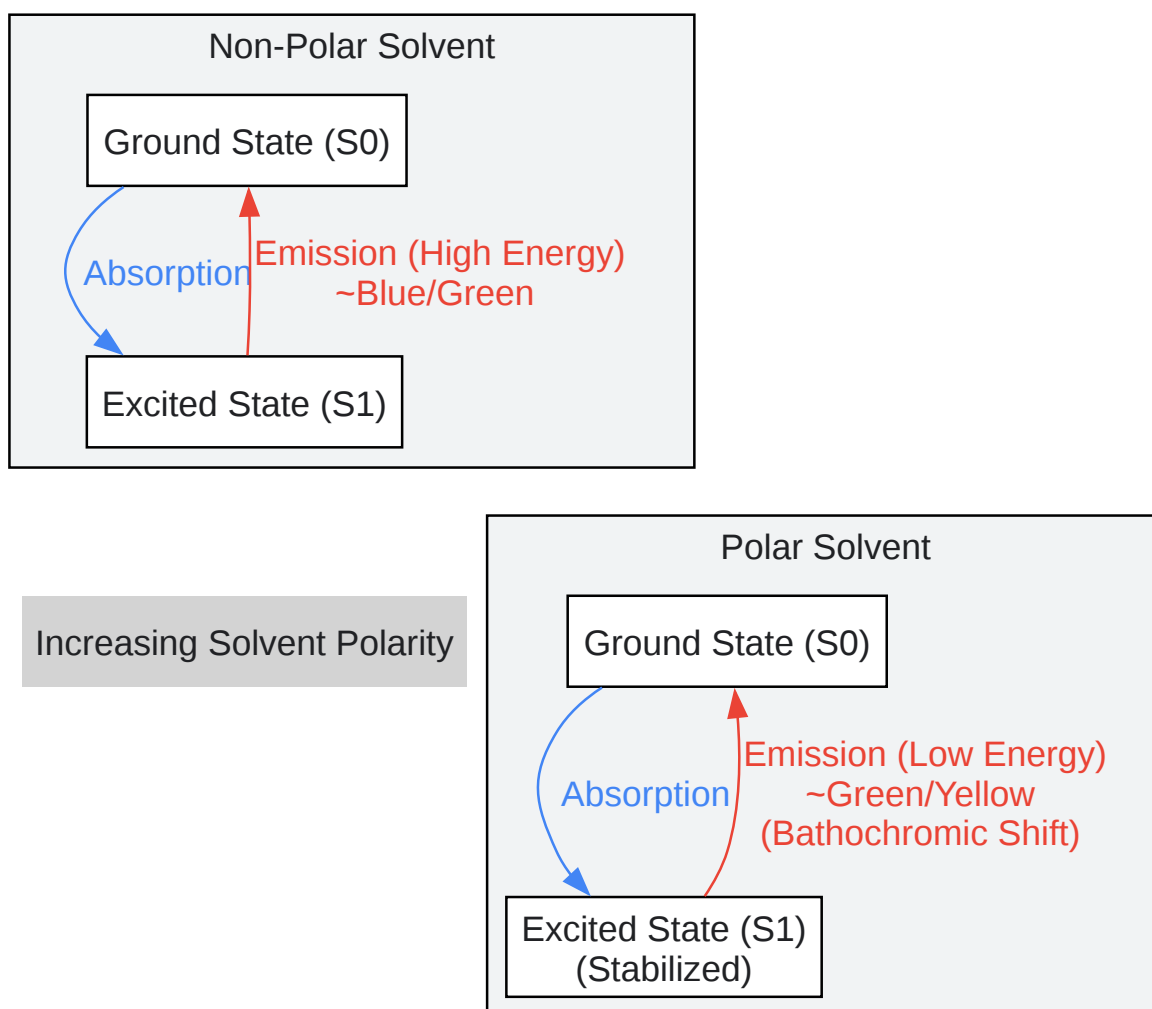 Non-Polar Solvent
Ground State (S0)
Absorption
Emission (High Energy)
~Blue/Green
Excited State (S1)
Increasing Solvent Polarity
Polar Solvent
Ground State (S0)
Absorption
Emission (Low Energy)
~Green/Yellow
(Bathochromic Shift)
Excited State (S1)
(Stabilized)